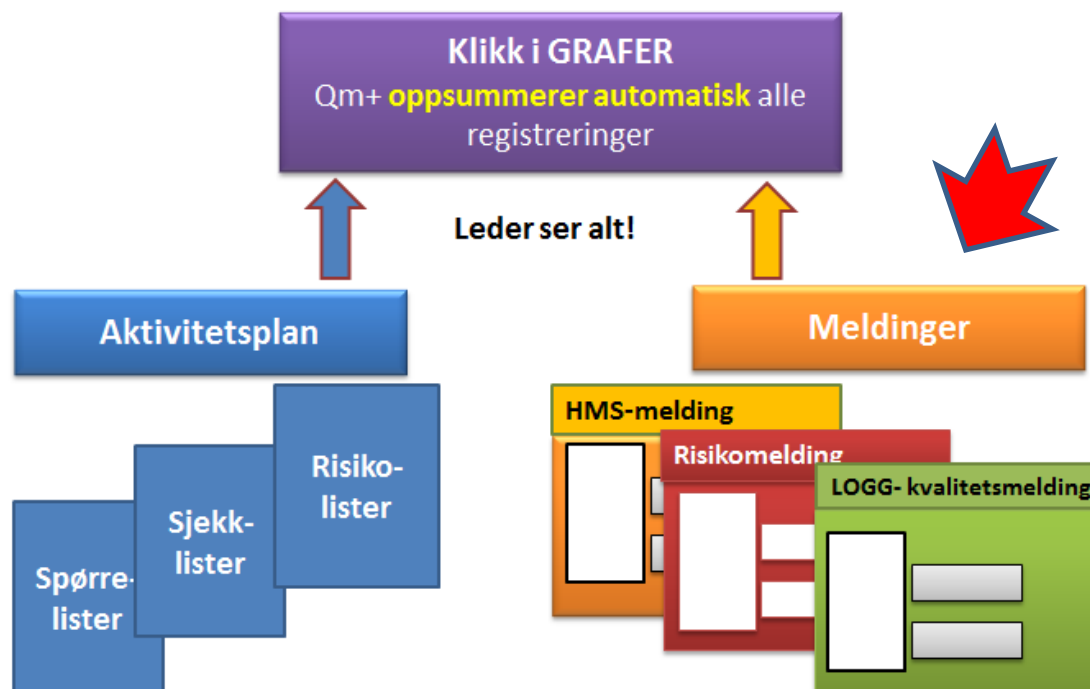 Klikk i GRAFER
Qm+ oppsummerer automatisk alle
registreringer
Leder ser alt!
Aktivitetsplan
Meldinger
Risiko-
lister
Sjekk-
lister
Spørre-
lister
HMS-melding
Risikomelding
LOGG- kvalitetsmelding